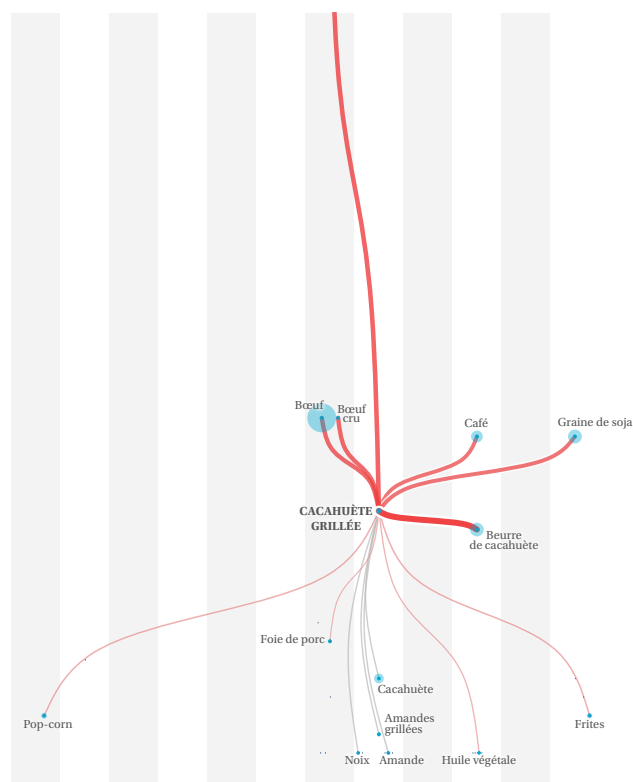 Bœuf
Bœuf
cru
Café
Graine de soja
CACAHUÈTE
GRILLÉE
Beurre
de cacahuète
Foie de porc
Cacahuète
Pop-corn
Amandes
grillées
Frites
Noix
Amande
Huile végétale